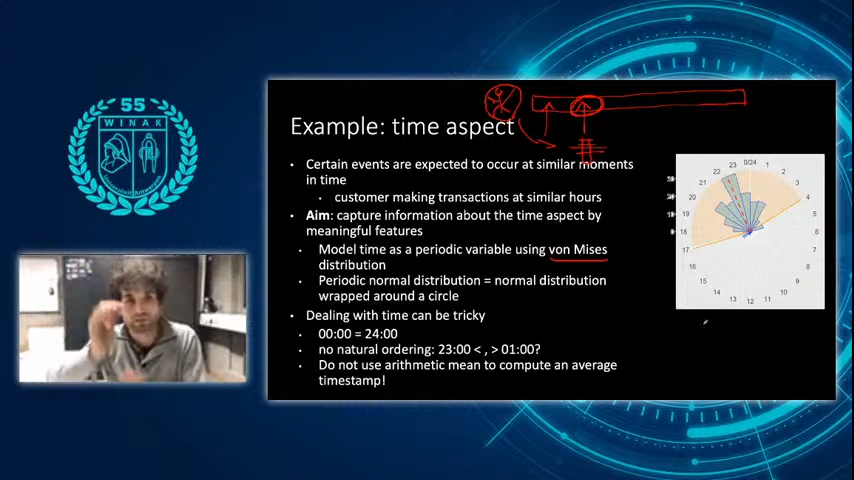 55
WINAK
Universiteit Antwerpen
Example: time aspect
• Certain events are expected to occur at similar moments
in time
• customer making transactions at similar hours
• Aim: capture information about the time aspect by
meaningful features
• Model time as a periodic variable using von Mises
distribution
• Periodic normal distribution = normal distribution
wrapped around a circle
• Dealing with time can be tricky
• 00:00 = 24:00
• no natural ordering: 23:00 < , > 01:00?
• Do not use arithmetic mean to compute an average
timestamp!
0/24
1
2
3
4
5
6
7
8
9
10
11
12
13
14
15
16
17
18
19
20
21
22
23